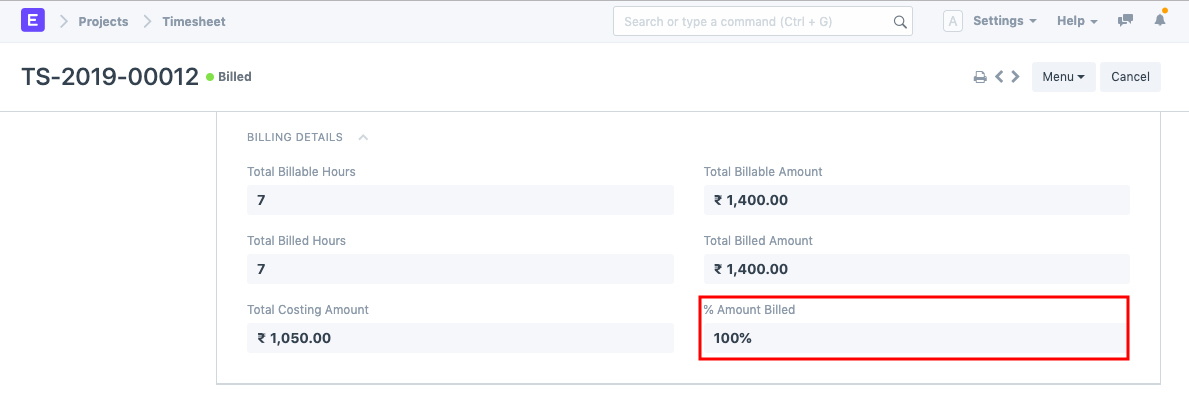 E Projects Timesheet Search or type a command (Ctrl + G) A Settings Help
TS-2019-00012 Billed Menu Cancel
BILLING DETAILS
Total Billable Hours Total Billable Amount
7 ₹ 1,400.00
Total Billed Hours Total Billed Amount
7 ₹ 1,400.00
Total Costing Amount % Amount Billed
₹ 1,050.00 100%